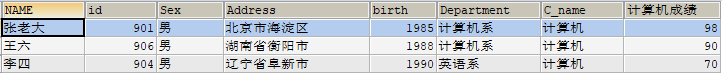 NAME id Sex Address birth Department C_name 计算机成绩
张老大 901 男 北京市海淀区 1985 计算机系 计算机 98
王六 906 男 湖南省衡阳市 1988 计算机系 计算机 90
李四 904 男 辽宁省阜新市 1990 英语系 计算机 70